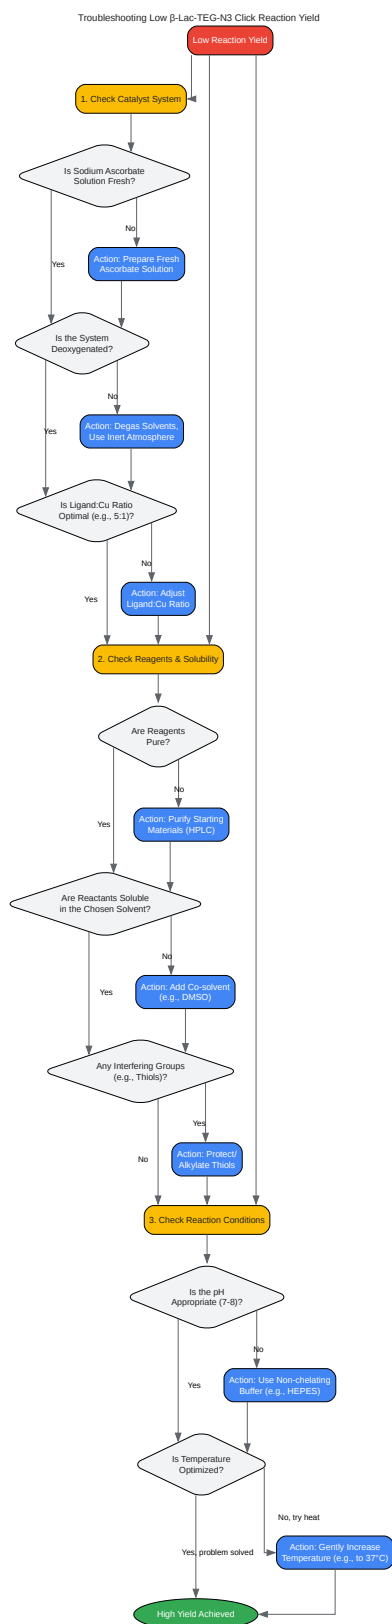 Troubleshooting Low β-Lac-TEG-N3 Click Reaction Yield
Low Reaction Yield
1. Check Catalyst System
Is Sodium Ascorbate
Solution Fresh?
No
Yes
Action: Prepare Fresh
Ascorbate Solution
Is the System
Deoxygenated?
No
Yes
Action: Degas Solvents,
Use Inert Atmosphere
Is Ligand:Cu Ratio
Optimal (e.g., 5:1)?
No
Yes
Action: Adjust
Ligand:Cu Ratio
2. Check Reagents & Solubility
Are Reagents
Pure?
No
Yes
Action: Purify Starting
Materials (HPLC)
Are Reactants Soluble
in the Chosen Solvent?
No
Yes
Action: Add Co-solvent
(e.g., DMSO)
Any Interfering Groups
(e.g., Thiols)?
Yes
No
Action: Protect/
Alkylate Thiols
3. Check Reaction Conditions
Is the pH
Appropriate (7-8)?
No
Yes
Action: Use Non-chelating
Buffer (e.g., HEPES)
Is Temperature
Optimized?
No, try heat
Yes, problem solved
Action: Gently Increase
Temperature (e.g., to 37°C)
High Yield Achieved